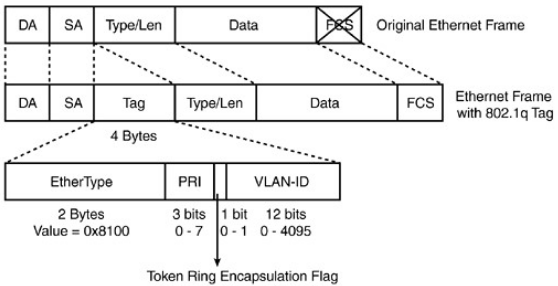 DA SA Type/Len Data FCS Original Ethernet Frame
DA SA Tag Type/Len Data FCS Ethernet Frame
with 802.1q Tag
4 Bytes
EtherType PRI VLAN-ID
2 Bytes 3 bits 1 bit 12 bits
Value = 0x8100 0 - 7 0 - 1 0 - 4095
Token Ring Encapsulation Flag